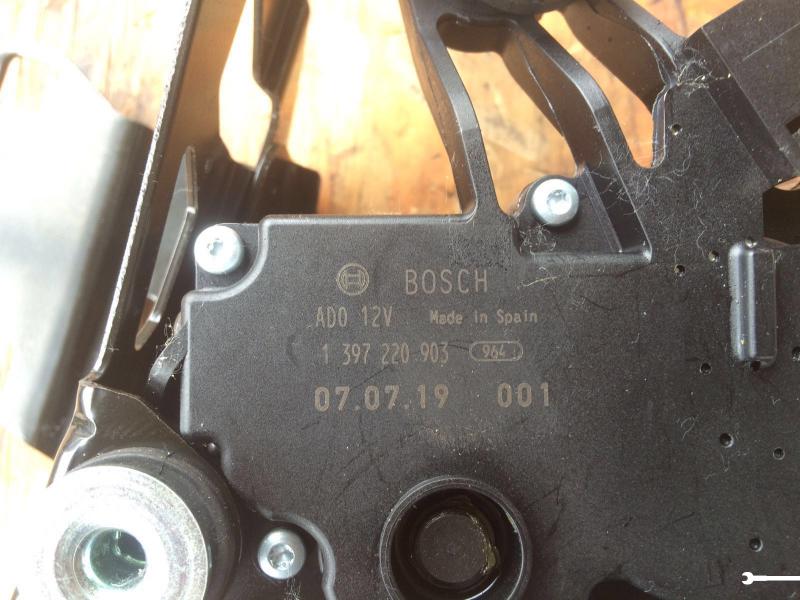 BOSCH
ADO 12V Made in Spain
1 397 220 903 964
07.07.19 001